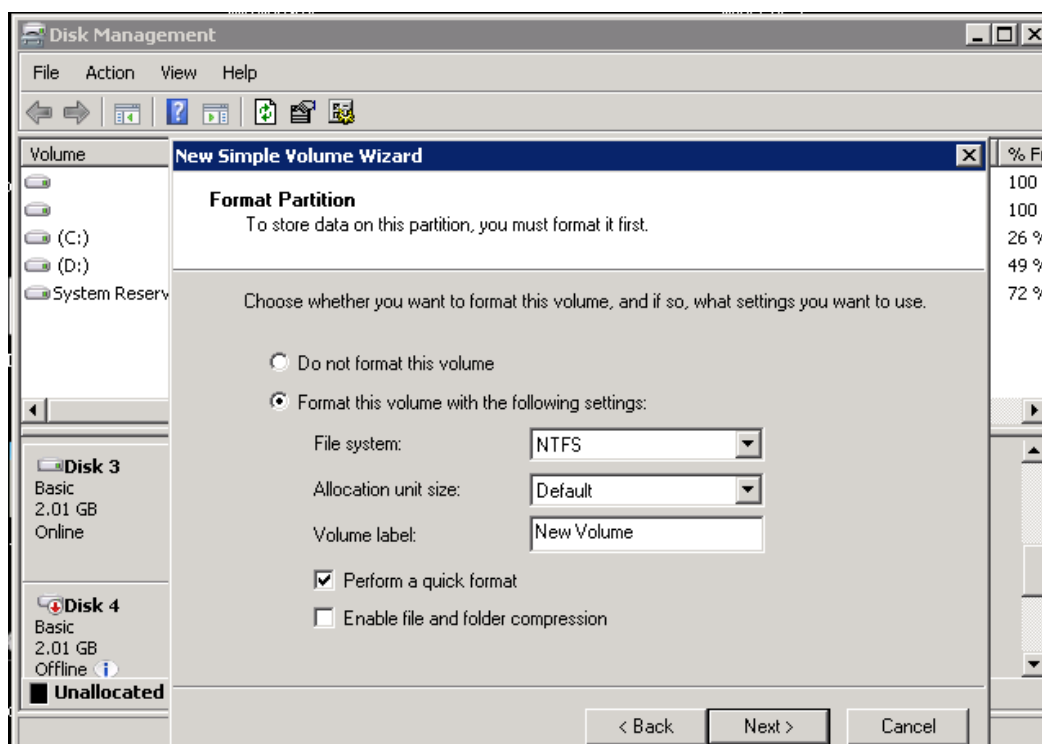 Disk Management
File Action View Help
Volume
% F
100
100
(C:)
26 %
(D:)
49 %
System Reserv
72 %
New Simple Volume Wizard
Format Partition
To store data on this partition, you must format it first.
Choose whether you want to format this volume, and if so, what settings you want to use.
Do not format this volume
Format this volume with the following settings:
File system: NTFS
Allocation unit size: Default
Volume label: New Volume
Perform a quick format
Enable file and folder compression
Disk 3
Basic
2.01 GB
Online
Disk 4
Basic
2.01 GB
Offline
Unallocated
< Back Next > Cancel